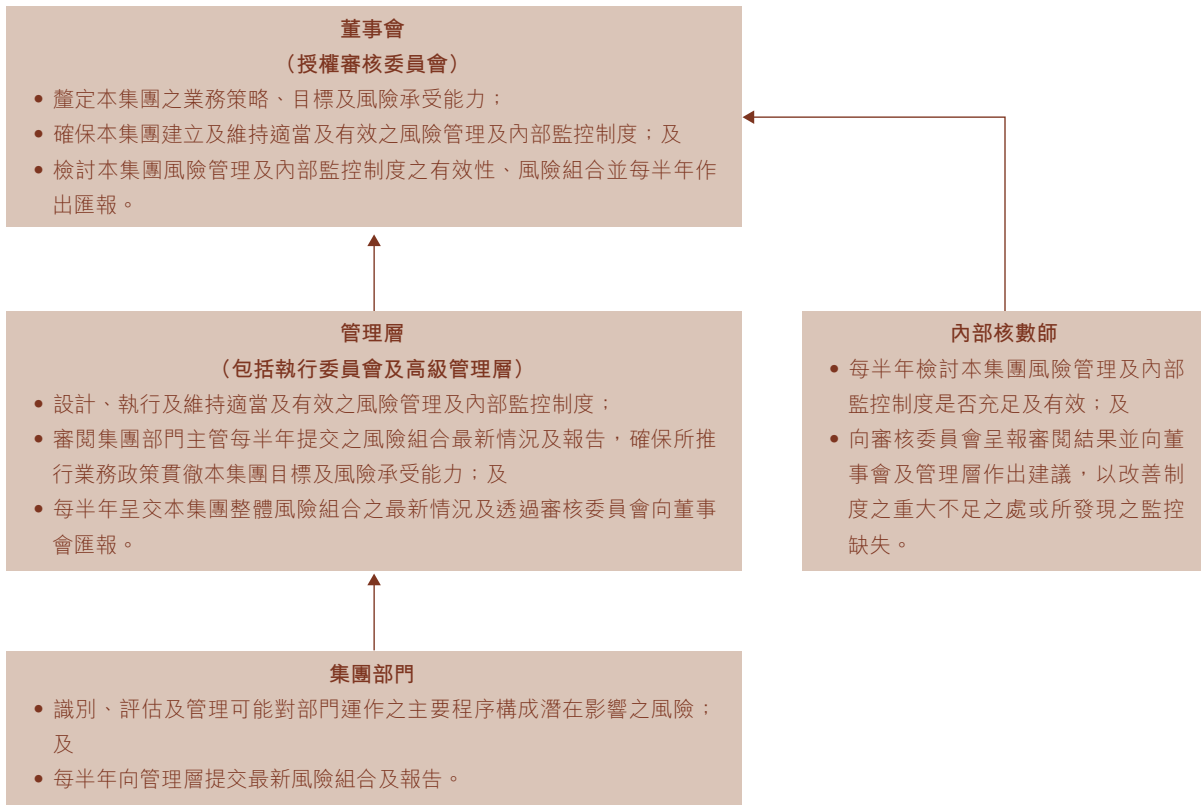 董事會
（授權審核委員會）
• 釐定本集團之業務策略、目標及風險承受能力；
• 確保本集團建立及維持適當及有效之風險管理及內部監控制度；及
• 檢討本集團風險管理及內部監控制度之有效性、風險組合並每半年作
出匯報。
管理層
（包括執行委員會及高級管理層）
• 設計、執行及維持適當及有效之風險管理及內部監控制度；
• 審閱集團部門主管每半年提交之風險組合最新情況及報告，確保所推
行業務政策貫徹本集團目標及風險承受能力；及
• 每半年呈交本集團整體風險組合之最新情況及透過審核委員會向董事
會匯報。
內部核數師
• 每半年檢討本集團風險管理及內部
監控制度是否充足及有效；及
• 向審核委員會呈報審閱結果並向董
事會及管理層作出建議，以改善制
度之重大不足之處或所發現之監控
缺失。
集團部門
• 識別、評估及管理可能對部門運作之主要程序構成潛在影響之風險；
及
• 每半年向管理層提交最新風險組合及報告。